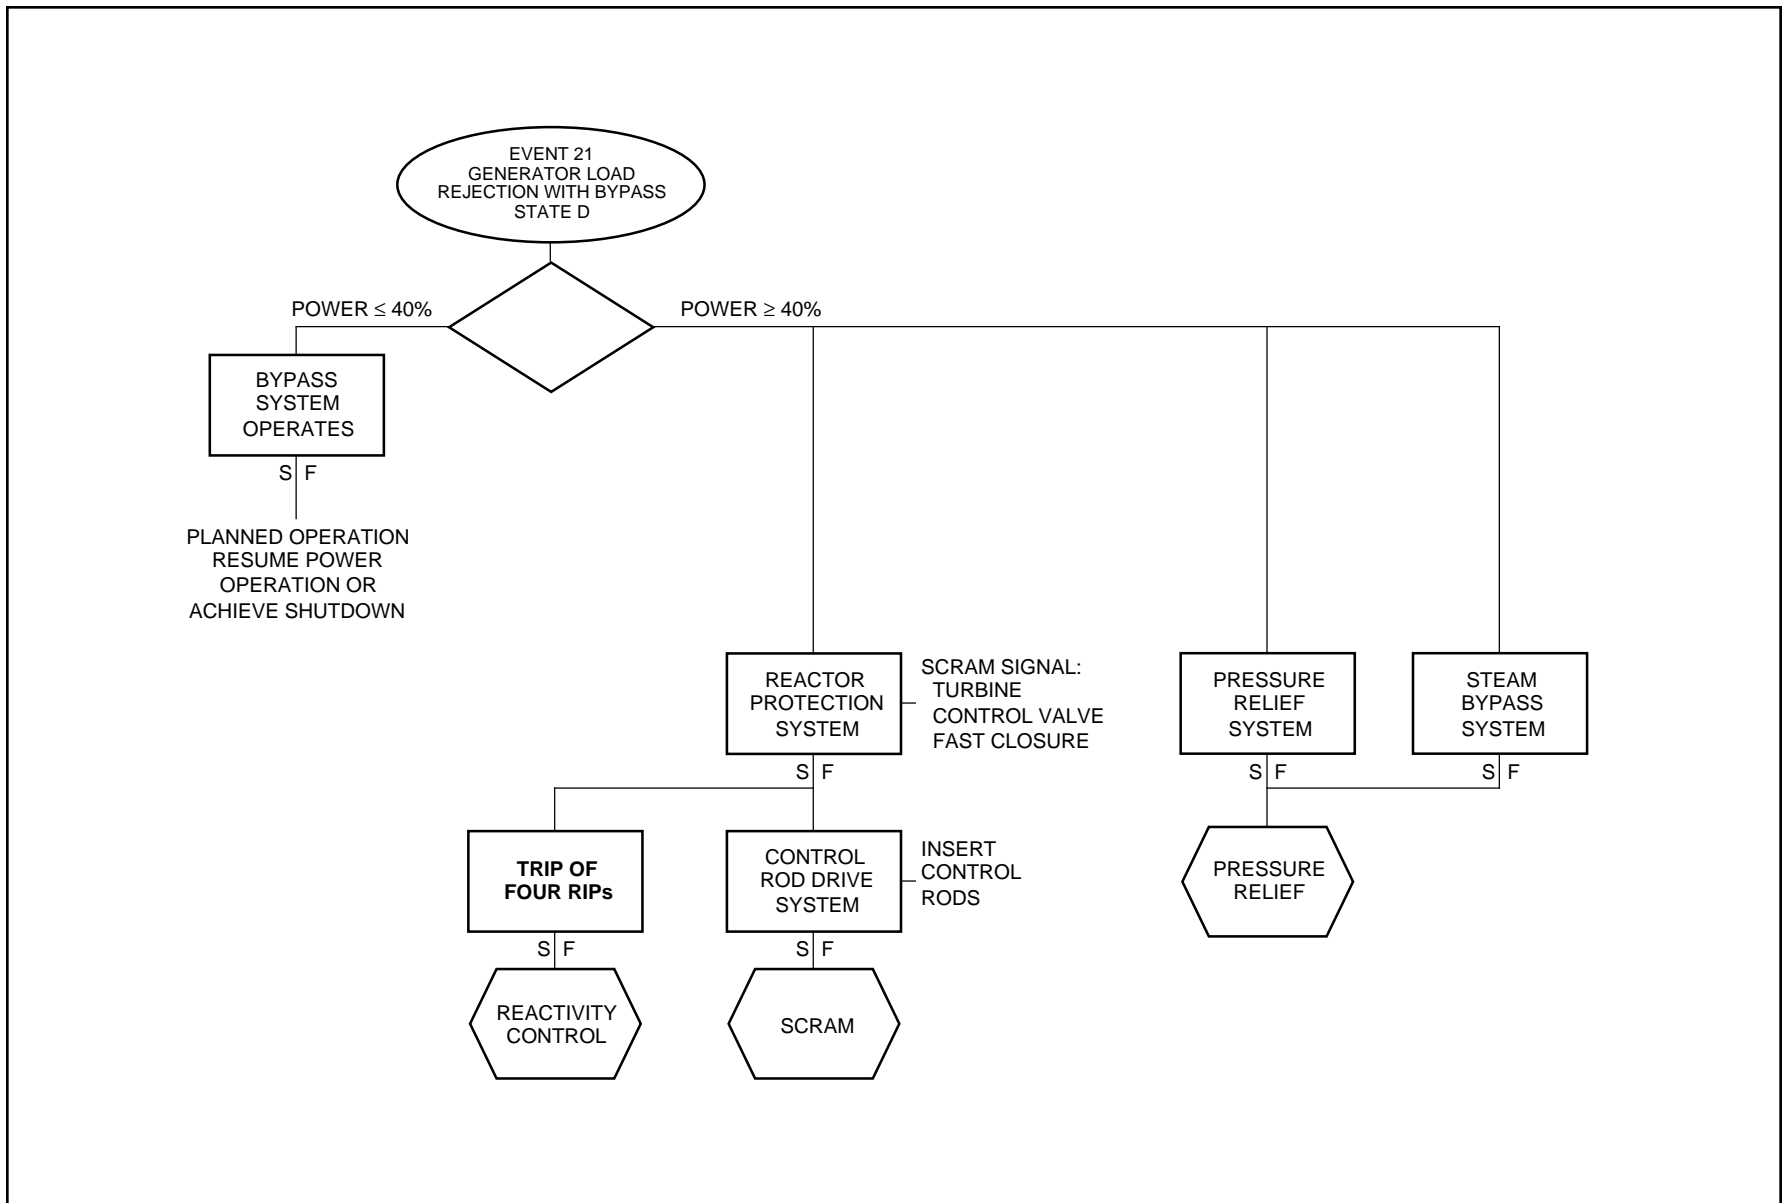 EVENT 21
GENERATOR LOAD
REJECTION WITH BYPASS
STATE D
POWER ≤ 40%
POWER ≥ 40%
BYPASS
SYSTEM
OPERATES
S F
PLANNED OPERATION
RESUME POWER
OPERATION OR
ACHIEVE SHUTDOWN
REACTOR
PROTECTION
SYSTEM
S F
SCRAM SIGNAL:
TURBINE
CONTROL VALVE
FAST CLOSURE
PRESSURE
RELIEF
SYSTEM
S F
STEAM
BYPASS
SYSTEM
S F
TRIP OF
FOUR RIPs
S F
CONTROL
ROD DRIVE
SYSTEM
S F
INSERT
CONTROL
RODS
PRESSURE
RELIEF
REACTIVITY
CONTROL
SCRAM